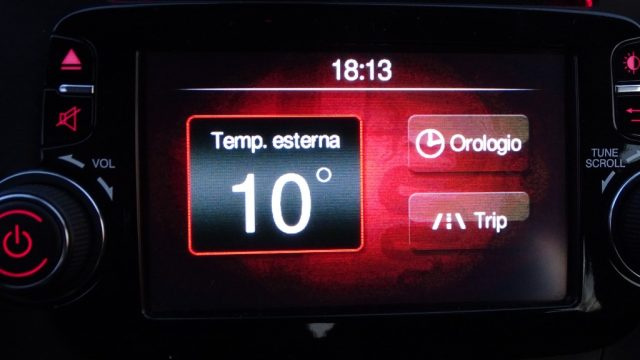 18:13
Temp. esterna
10°
Orologio
Trip
VOL
TUNE
SCROLL